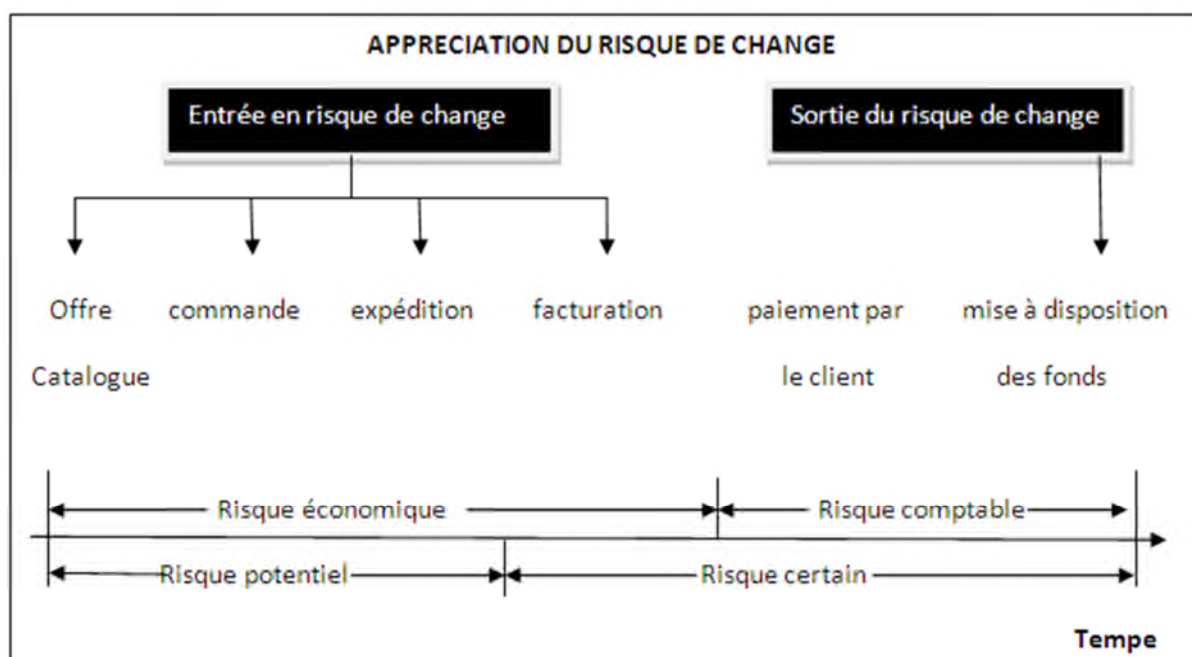 APPRECIATION DU RISQUE DE CHANGE
Entrée en risque de change
Sortie du risque de change
Offre commande expédition facturation paiement par mise à disposition
Catalogue le client des fonds
Risque économique Risque comptable
Risque potentiel Risque certain
Tempe